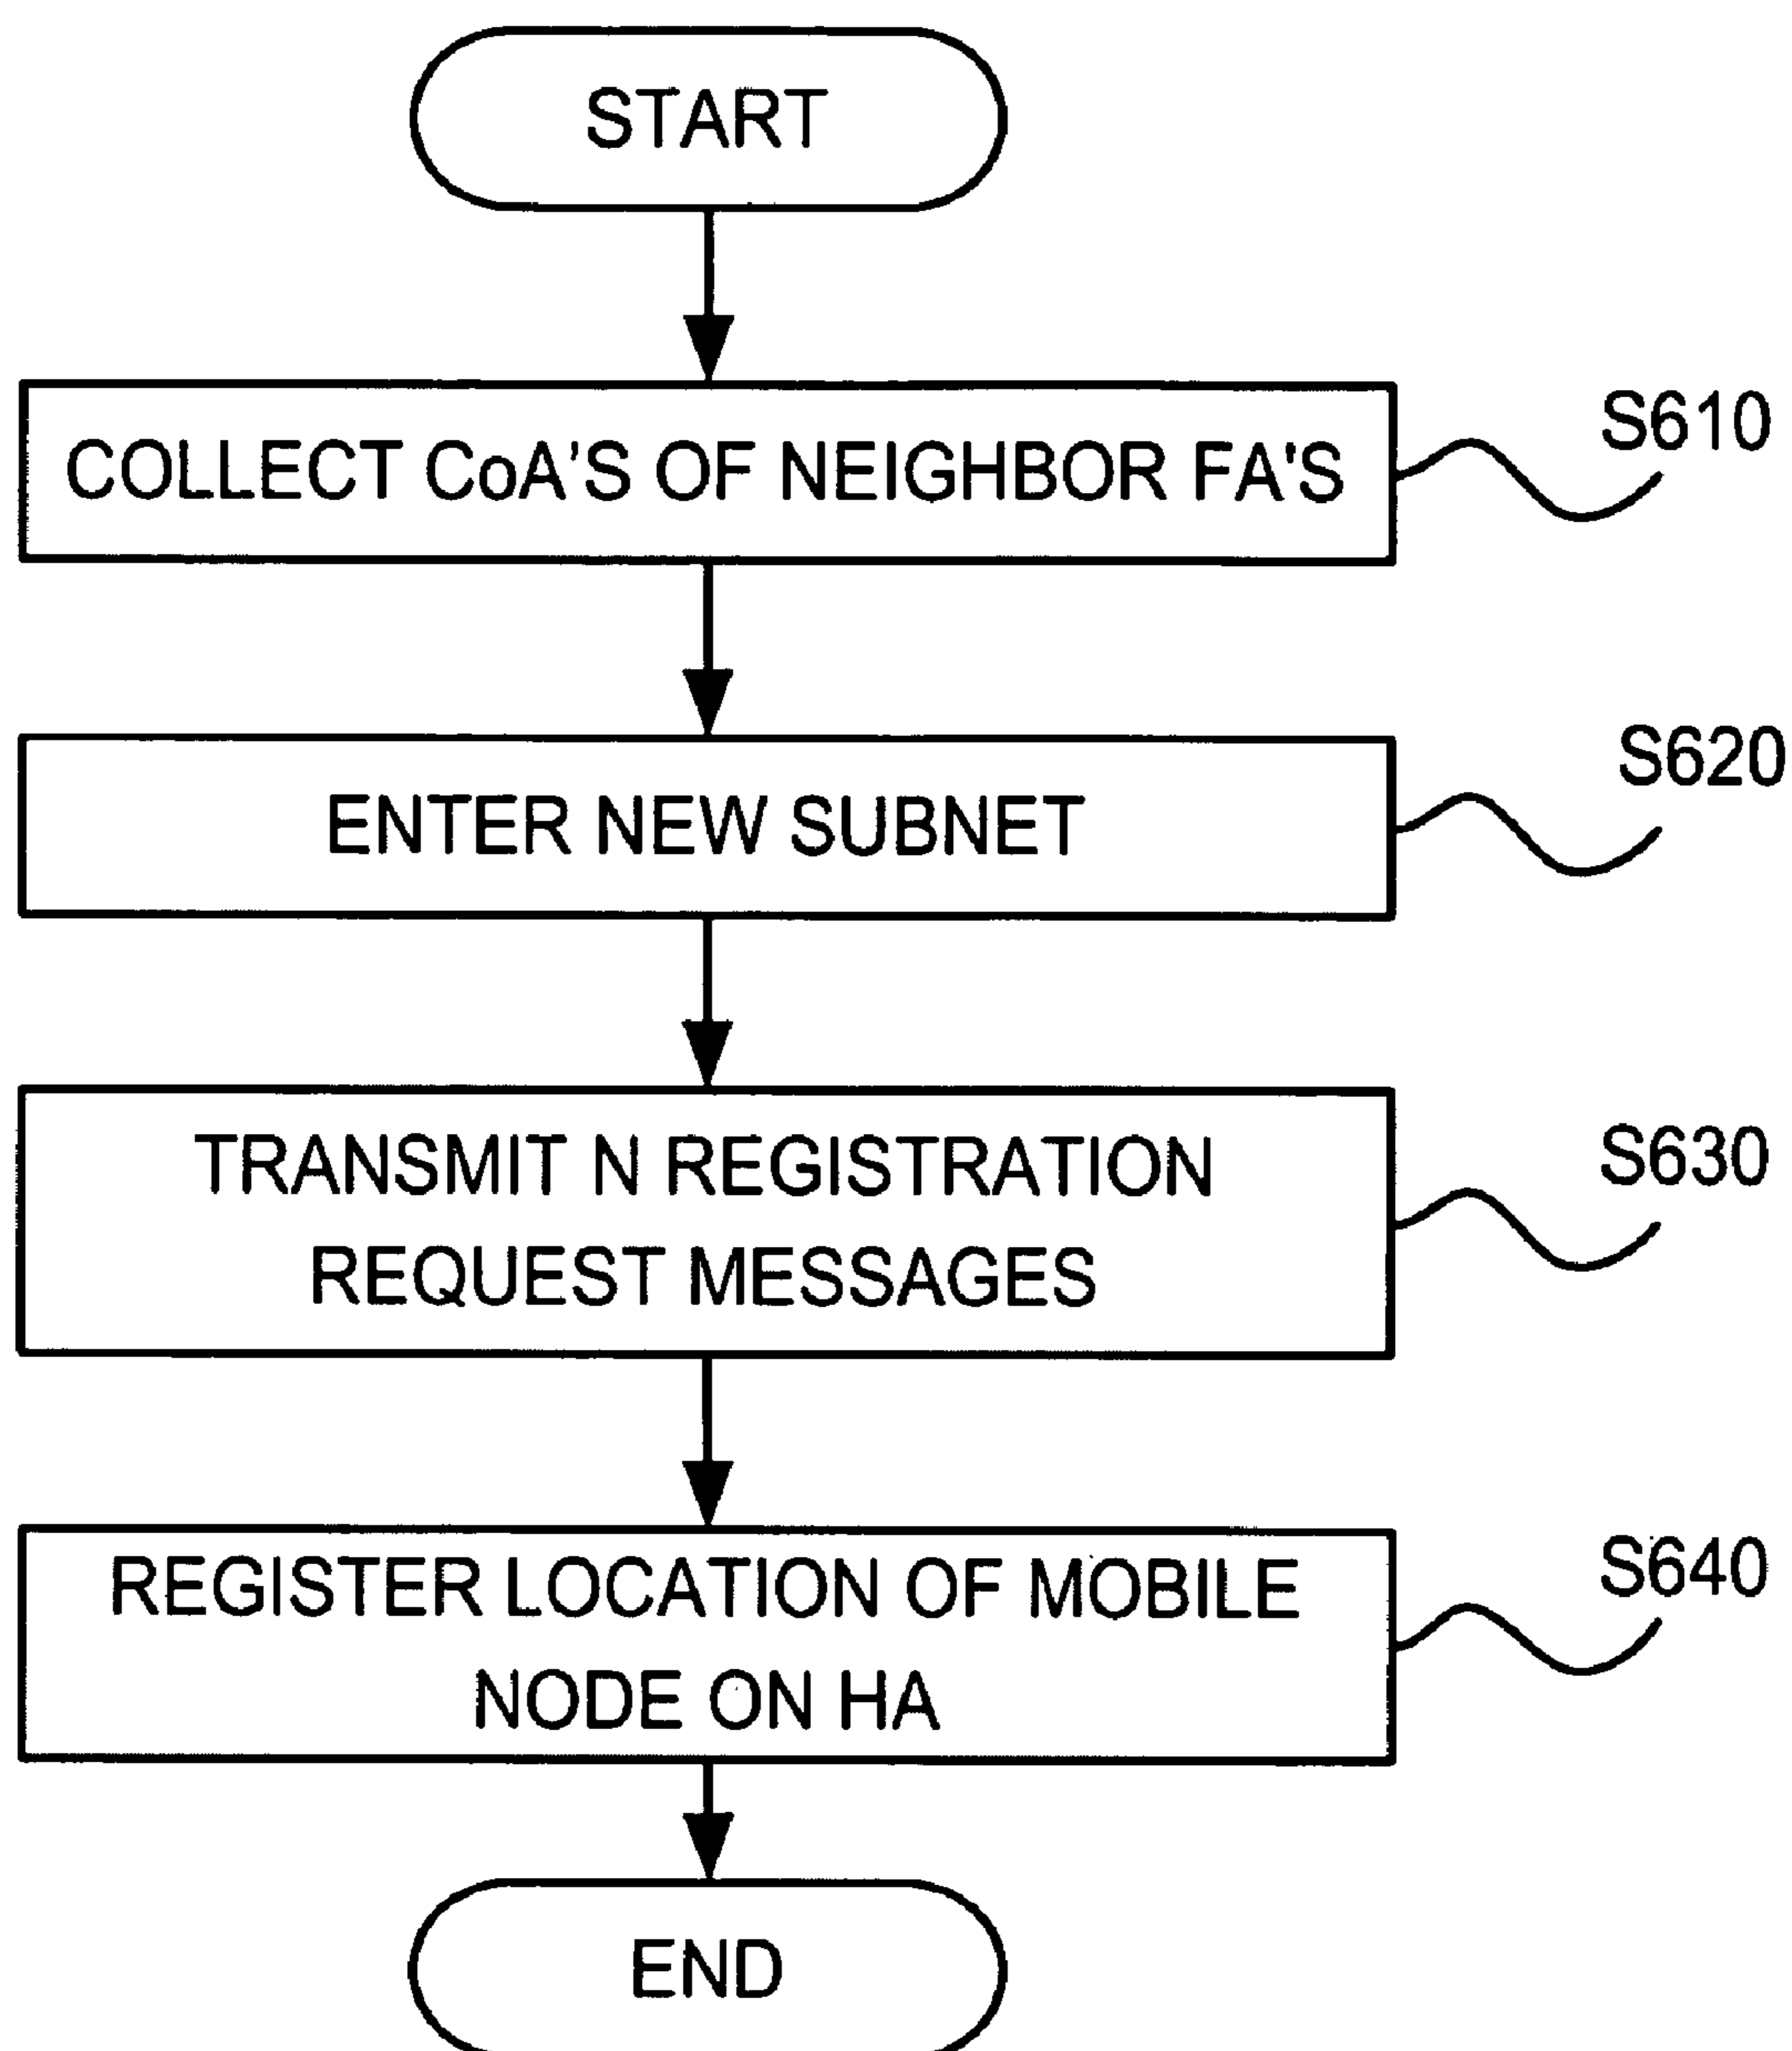 START
COLLECT CoA'S OF NEIGHBOR FA'S
S610
ENTER NEW SUBNET
S620
TRANSMIT N REGISTRATION
REQUEST MESSAGES
S630
REGISTER LOCATION OF MOBILE
NODE ON HA
S640
END